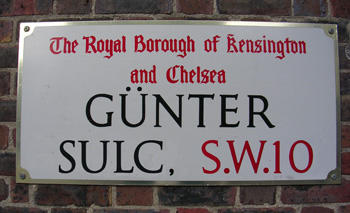 The Royal Borough of Kensington
and Chelsea
GÜNTER
SULC, S.W.10